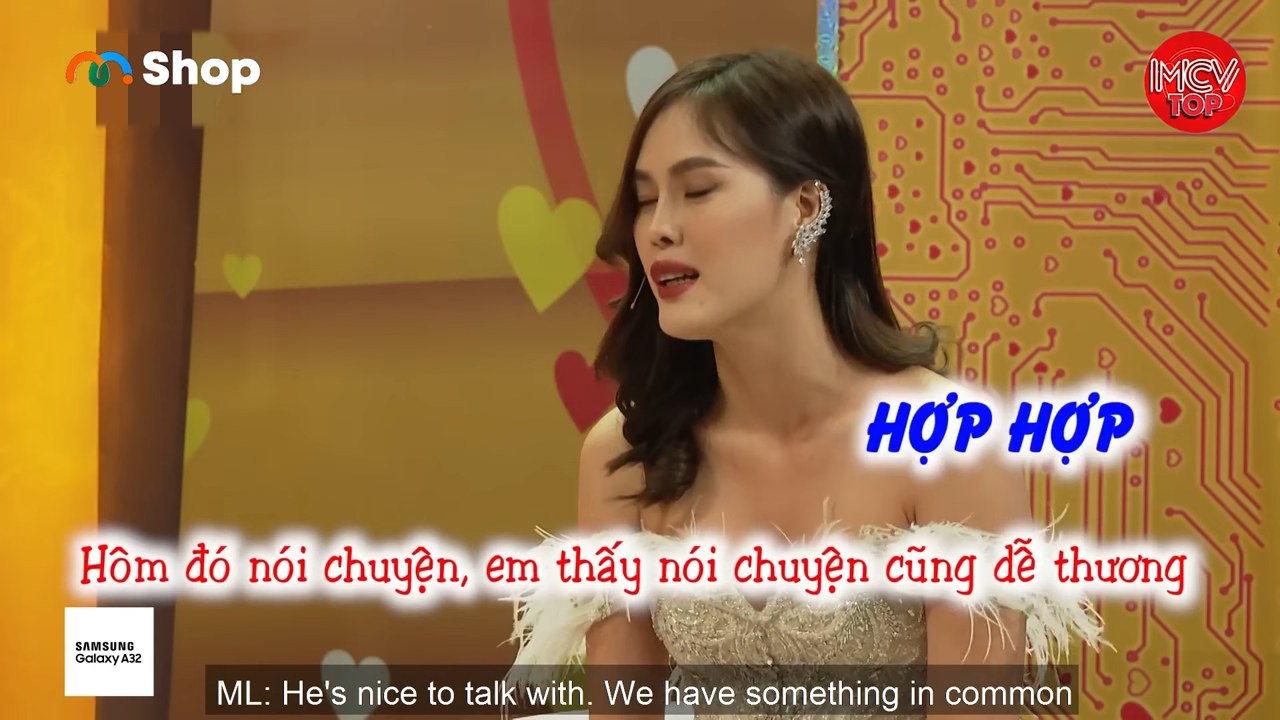 Shop
MCV
TOP
HỢP HỢP
Hôm đó nói chuyện, em thấy nói chuyện cũng dễ thương
SAMSUNG
Galaxy A32
ML: He's nice to talk with. We have something in common